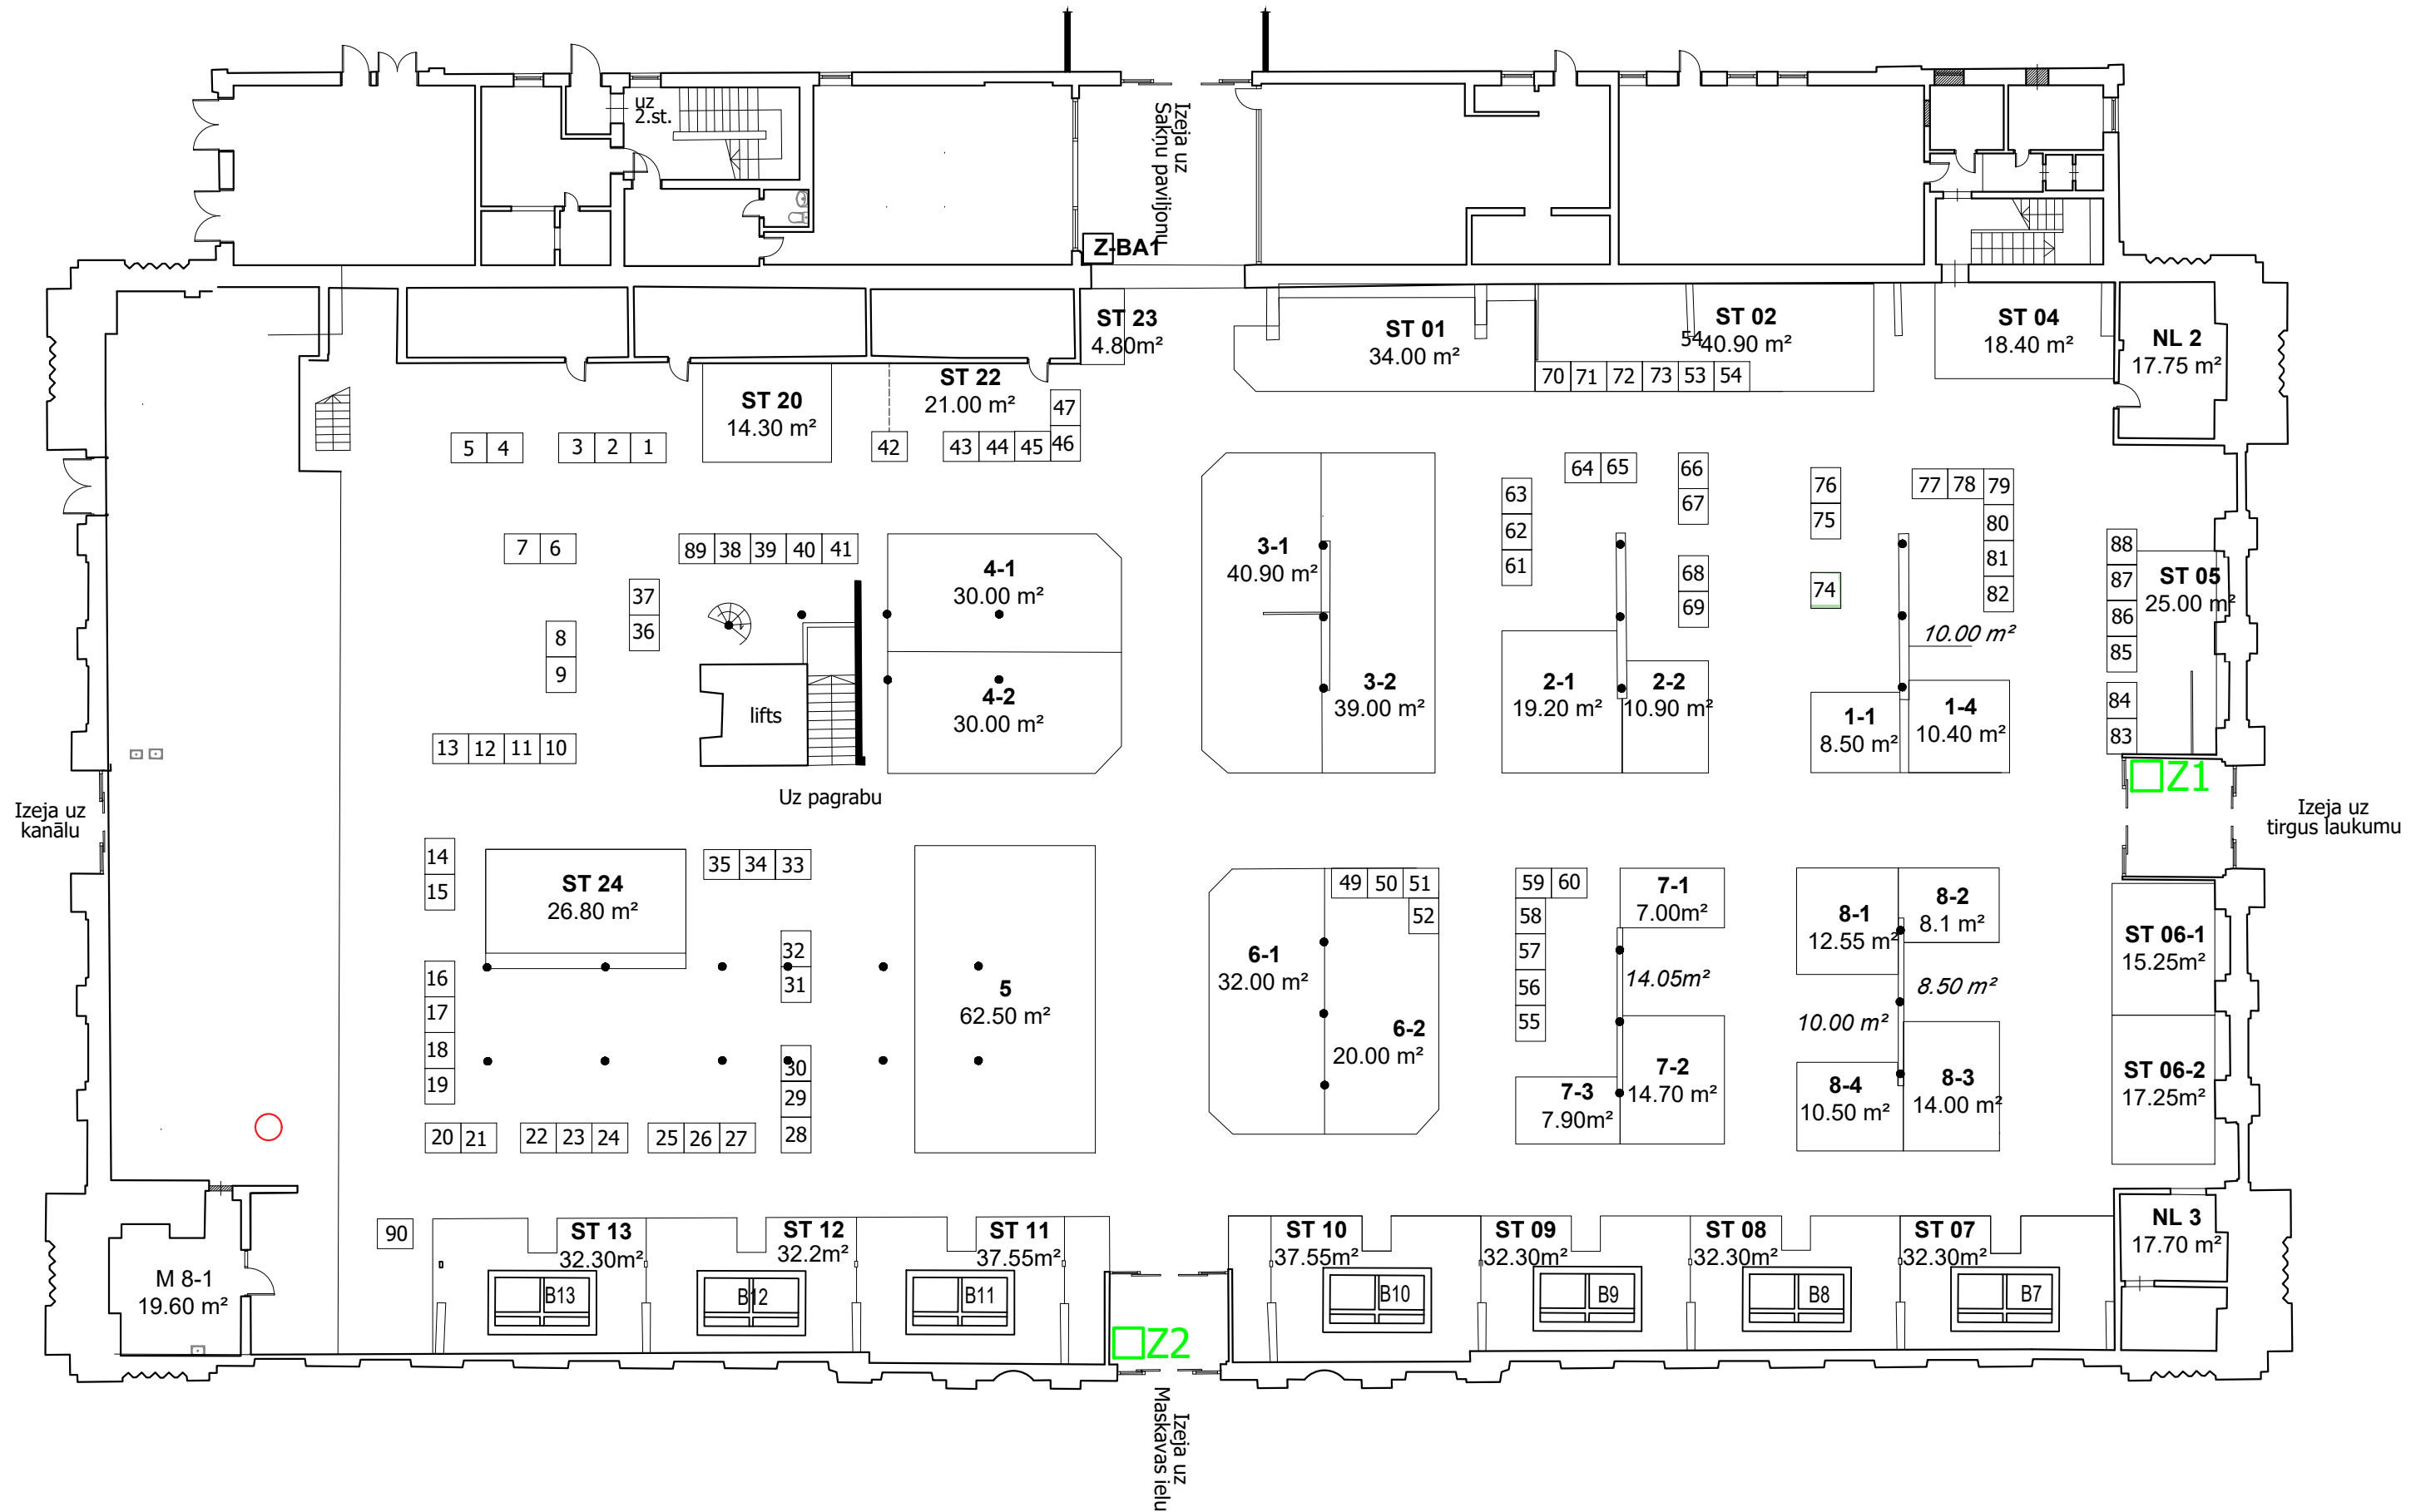 uz
2.st.
Izeja uz
Sakņu paviljonu
Z-BA1
ST 23
4.80m²
ST 01
34.00 m²
ST 02
54
40.90 m²
ST 04
18.40 m²
NL 2
17.75 m²
70 71 72 73 53 54
ST 20
14.30 m²
ST 22
21.00 m²
47
46
5 4
3 2 1
42
43 44 45
64 65
66
67
63
62
61
76
75
77 78 79
80
81
82
7 6
89 38 39 40 41
4-1
30.00 m²
3-1
40.90 m²
68
69
74
88
87
86
85
84
83
ST 05
25.00 m²
37
36
8
9
10.00 m²
lifts
4-2
30.00 m²
3-2
39.00 m²
2-1
19.20 m²
2-2
10.90 m²
1-1
8.50 m²
1-4
10.40 m²
13 12 11 10
Z1
Uz pagrabu
Izeja uz
kanālu
Izeja uz
tirgus laukumu
14
15
ST 24
26.80 m²
35 34 33
49 50 51
52
59 60
58
57
56
55
7-1
7.00m²
8-1
12.55 m²
8-2
8.1 m²
ST 06-1
15.25m²
32
31
16
17
18
19
5
62.50 m²
6-1
32.00 m²
6-2
20.00 m²
14.05m²
8.50 m²
10.00 m²
7-2
14.70 m²
7-3
7.90m²
8-4
10.50 m²
8-3
14.00 m²
ST 06-2
17.25m²
30
29
28
20 21
22 23 24
25 26 27
90
ST 13
32.30m²
ST 12
32.2m²
ST 11
37.55m²
ST 10
37.55m²
ST 09
32.30m²
ST 08
32.30m²
ST 07
32.30m²
NL 3
17.70 m²
M 8-1
19.60 m²
B13
B12
B11
B10
B9
B8
B7
Z2
Izeja uz
Maskavas ielu